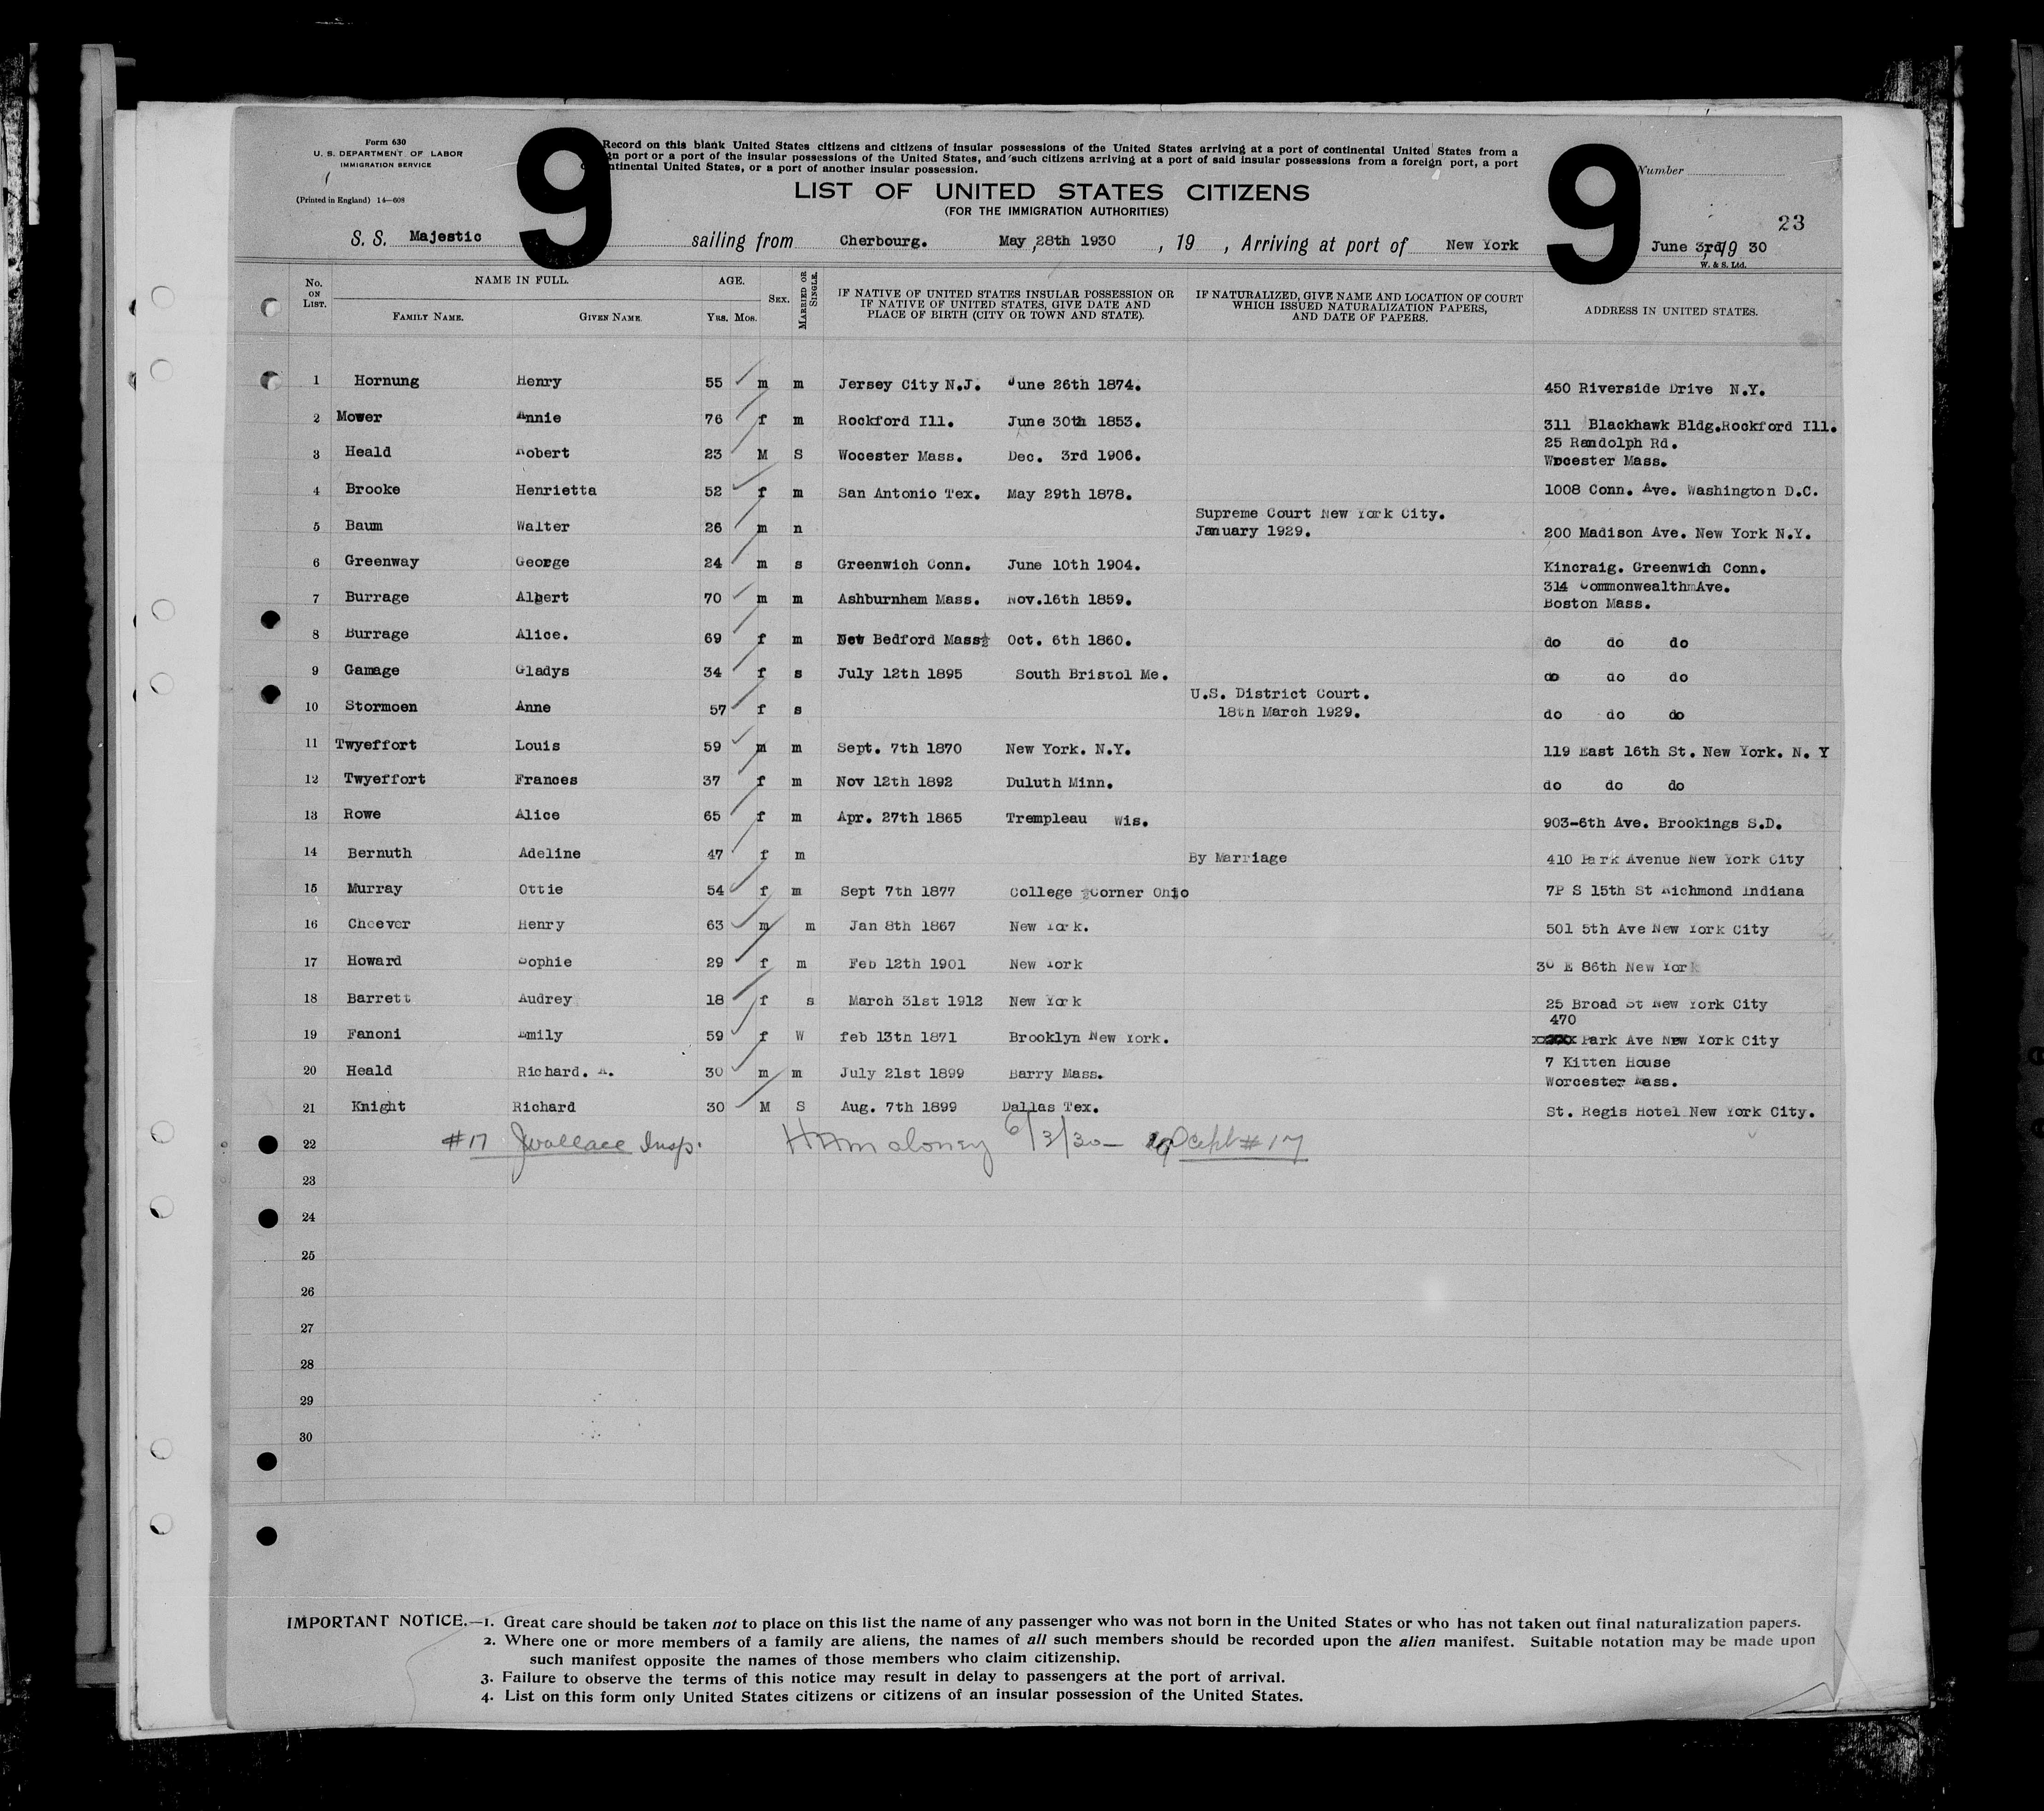 Form 630
U. S. DEPARTMENT OF LABOR
IMMIGRATION SERVICE
(Printed in England) 14—608
9
Record on this blank United States citizens and citizens of insular possessions of the United States arriving at a port of continental United States from a
gn port or a port of the insular possessions of the United States, and such citizens arriving at a port of said insular possessions from a foreign port, a port
ntinental United States, or a port of another insular possession.
LIST OF UNITED STATES CITIZENS
(FOR THE IMMIGRATION AUTHORITIES)
9
Number
23
S. S. Majestic sailing from Cherbourg. May 28th 1930, 19 , Arriving at port of New York June 3rd, 19 30
W. & S. Ltd.
No. ON LIST.
NAME IN FULL.
FAMILY NAME. GIVEN NAME.
AGE.
YRS. MOS.
SEX.
MARRIED OR SINGLE.
IF NATIVE OF UNITED STATES INSULAR POSSESSION OR
IF NATIVE OF UNITED STATES, GIVE DATE AND
PLACE OF BIRTH (CITY OR TOWN AND STATE).
IF NATURALIZED, GIVE NAME AND LOCATION OF COURT
WHICH ISSUED NATURALIZATION PAPERS,
AND DATE OF PAPERS.
ADDRESS IN UNITED STATES.
1 Hornung Henry 55 m m Jersey City N.J. June 26th 1874. 450 Riverside Drive N.Y.
2 Mower Annie 76 f m Rockford Ill. June 30th 1853. 311 Blackhawk Bldg.Rockford Ill.
3 Heald Robert 23 M S Wocester Mass. Dec. 3rd 1906. 25 Randolph Rd.
Wrcester Mass.
4 Brooke Henrietta 52 f m San Antonio Tex. May 29th 1878. 1008 Conn. Ave. Washington D.C.
5 Baum Walter 26 m n Supreme Court New York City.
January 1929. 200 Madison Ave. New York N.Y.
6 Greenway George 24 m s Greenwich Conn. June 10th 1904. Kincraig. Greenwich Conn.
7 Burrage Albert 70 m m Ashburnham Mass. Nov.16th 1859. 314 Commonwealth Ave.
Boston Mass.
8 Burrage Alice. 69 f m New Bedford Mass Oct. 6th 1860. do do do
9 Gamage Gladys 34 f s July 12th 1895 South Bristol Me. do do do
10 Stormoen Anne 57 f s U.S. District Court.
18th March 1929. do do do
11 Twyeffort Louis 59 m m Sept. 7th 1870 New York. N.Y. 119 East 16th St. New York. N. Y
12 Twyeffort Frances 37 f m Nov 12th 1892 Duluth Minn. do do do
13 Rowe Alice 65 f m Apr. 27th 1865 Trempleau Wis. 903-6th Ave. Brookings S.D.
14 Bernuth Adeline 47 f m By Marriage 410 Park Avenue New York City
15 Murray Ottie 54 f m Sept 7th 1877 College Corner Ohio 7P S 15th St Richmond Indiana
16 Cheever Henry 63 m m Jan 8th 1867 New York. 501 5th Ave New York City
17 Howard Sophie 29 f m Feb 12th 1901 New York 30 E 86th New York
18 Barrett Audrey 18 f s March 31st 1912 New York 25 Broad St New York City
19 Fanoni Emily 59 f W feb 13th 1871 Brooklyn New York. 470
xxxxx Park Ave New York City
20 Heald Richard. A. 30 m m July 21st 1899 Barry Mass. 7 Kitten House
Worcester Mass.
21 Knight Richard 30 M S Aug. 7th 1899 Dallas Tex. St. Regis Hotel New York City.
22 #17 JWallace Insp. HAMaloney 6/3/30— #17
23
24
25
26
27
28
29
30
IMPORTANT NOTICE.—1. Great care should be taken not to place on this list the name of any passenger who was not born in the United States or who has not taken out final naturalization papers.
2. Where one or more members of a family are aliens, the names of all such members should be recorded upon the alien manifest. Suitable notation may be made upon
such manifest opposite the names of those members who claim citizenship.
3. Failure to observe the terms of this notice may result in delay to passengers at the port of arrival.
4. List on this form only United States citizens or citizens of an insular possession of the United States.